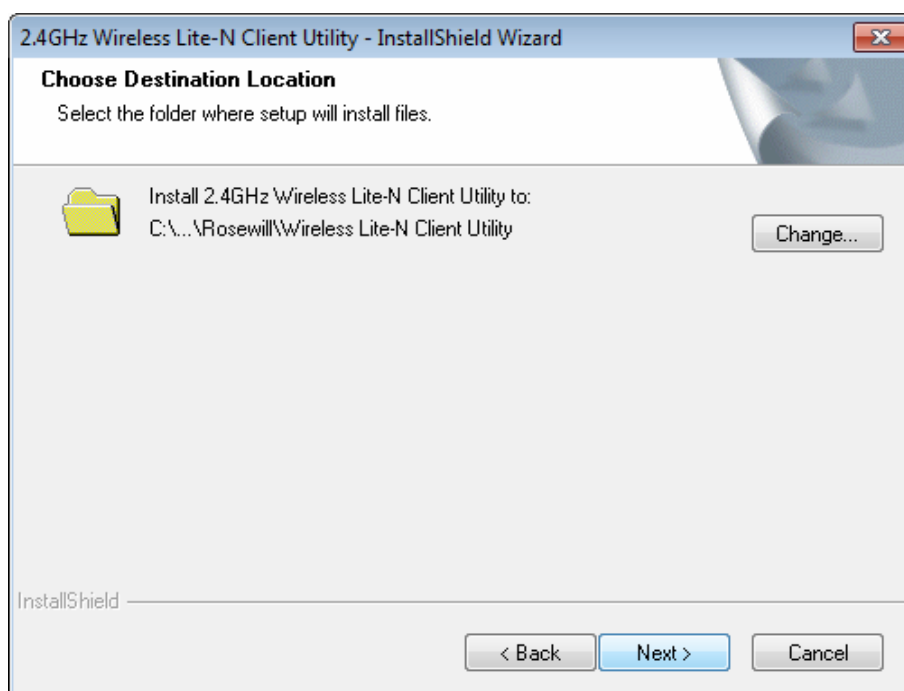 2.4GHz Wireless Lite-N Client Utility - InstallShield Wizard
Choose Destination Location
Select the folder where setup will install files.
Install 2.4GHz Wireless Lite-N Client Utility to:
C:\...\Rosewill\Wireless Lite-N Client Utility
Change...
InstallShield
< Back
Next >
Cancel